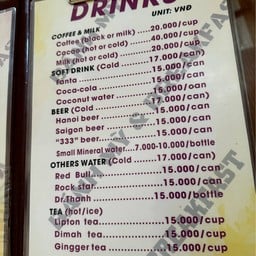 DRINKS
UNIT: VNĐ
COFFEE & MILK
Coffee (black or milk) ...20.000/cup
Cacao (hot or cold) .......40.000/cup
Milk (hot or cold) ..........20.000/cup
SOFT DRINK (Cold ........17.000/can)
Fanta .............................15.000/can
Coca-cola .....................15.000/can
Coconut water ..............15.000/can
BEER (Cold ....................17.000/can)
Hanoi beer ....................15.000/can
Saigon beer ..................15.000/can
"333" beer ....................15.000/can
Small Mineral water ..7.000-10.000/bottle
OTHERS WATER (Cold .....17.000/can)
Red Bull.........................15.000/can
Rock star.......................15.000/can
Dr.Thanh .......................15.000/bottle
TEA (hot/ice)
Lipton tea......................15.000/cup
Dimah tea.....................15.000/cup
Gingger tea...................15.000/cup